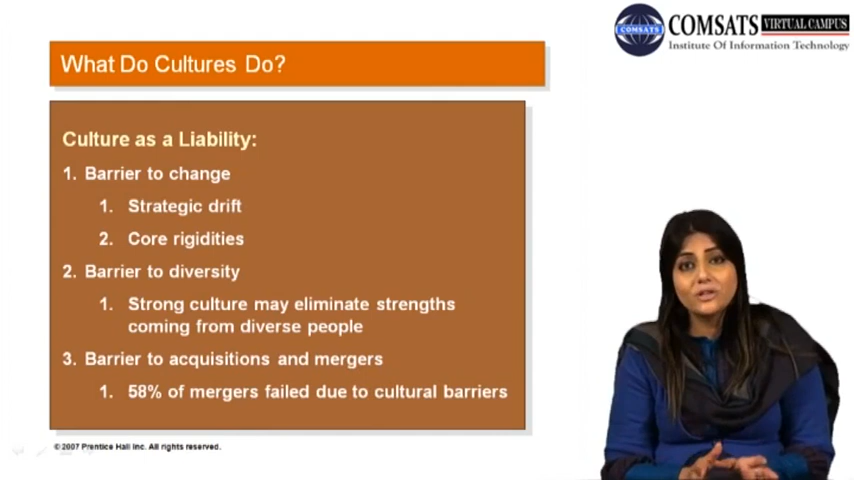 COMSATS VIRTUAL CAMPUS
COMSATS
Institute Of Information Technology
What Do Cultures Do?
Culture as a Liability:
1. Barrier to change
1. Strategic drift
2. Core rigidities
2. Barrier to diversity
1. Strong culture may eliminate strengths
coming from diverse people
3. Barrier to acquisitions and mergers
1. 58% of mergers failed due to cultural barriers
© 2007 Prentice Hall Inc. All rights reserved.